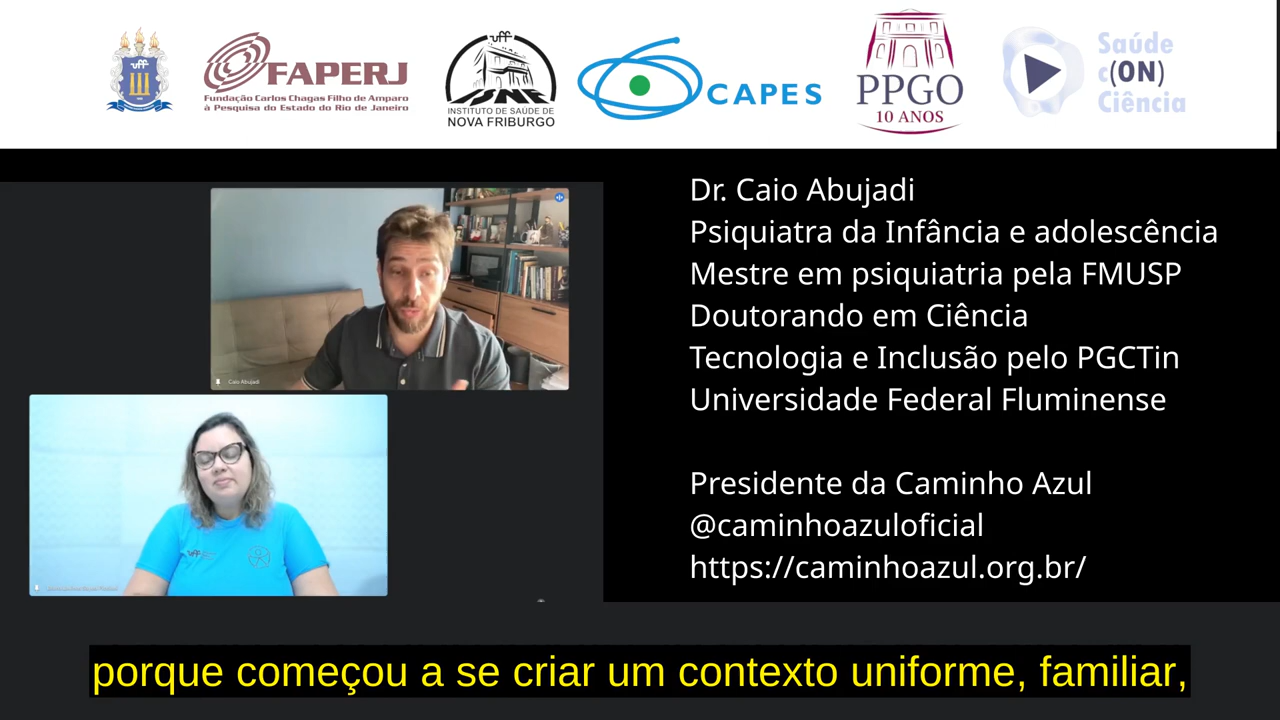 FAPERJ
Fundação Carlos Chagas Filho de Amparo
à Pesquisa do Estado do Rio de Janeiro
uff
INSTITUTO DE SAÚDE DE
NOVA FRIBURGO
CAPES
PPGO
10 ANOS
Saúde
c(ON)
Ciência
Dr. Caio Abujadi
Psiquiatra da Infância e adolescência
Mestre em psiquiatria pela FMUSP
Doutorando em Ciência
Tecnologia e Inclusão pelo PGCTin
Universidade Federal Fluminense
Presidente da Caminho Azul
@caminhoazuloficial
https://caminhoazul.org.br/
Caio Abujadi
uff
porque começou a se criar um contexto uniforme, familiar,